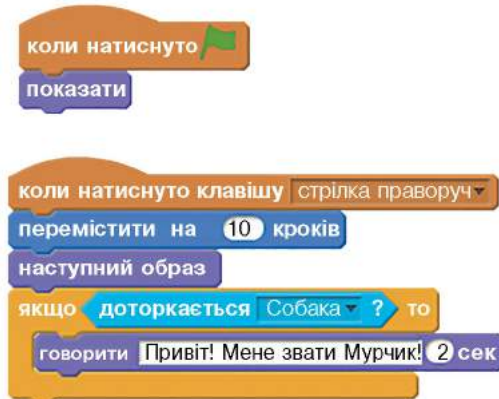 коли натиснуто
показати
коли натиснуто клавішу стрілка праворуч
перемістити на 10 кроків
наступний образ
якщо доторкається Собака ? то
говорити Привіт! Мене звати Мурчик! 2 сек